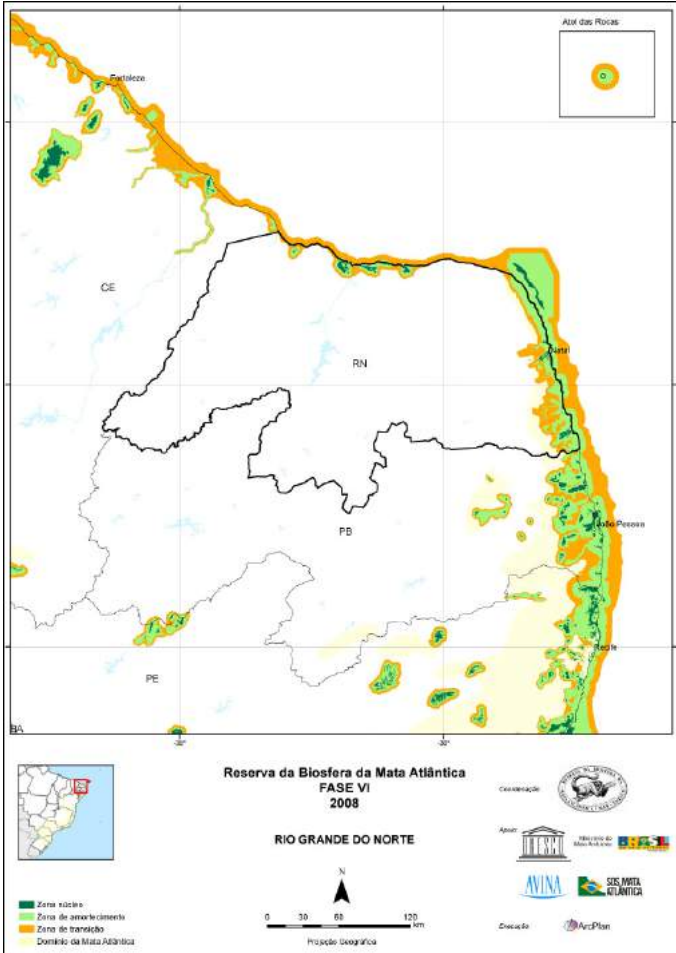 Atol das Rocas
Fortaleza
CE
RN
Natal
PB
João Pessoa
Recife
PE
BA
-38°
-36°
Reserva da Biosfera da Mata Atlântica
FASE VI
2008
RIO GRANDE DO NORTE
N
0 30 60 120
km
Projeção Geográfica
Zona núcleo
Zona de amortecimento
Zona de transição
Domínio da Mata Atlântica
Coordenação
Apoio
Ministério do
Meio Ambiente
BRASIL
AVINA
SOS MATA
ATLÂNTICA
Execução
ArcPlan